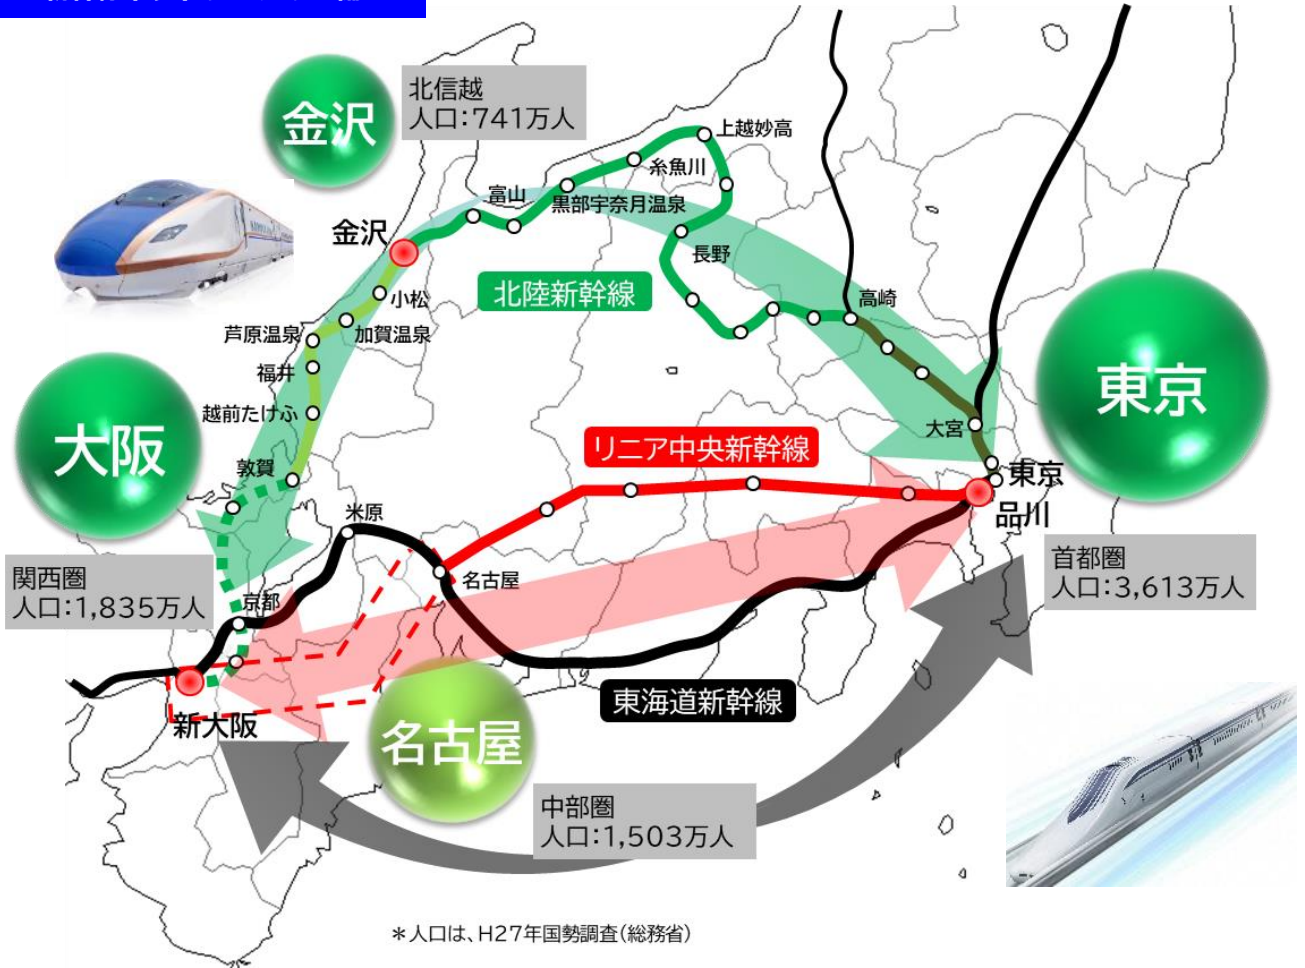 金沢
北信越
人口:741万人
上越妙高
糸魚川
富山
黒部宇奈月温泉
金沢
長野
北陸新幹線
小松
高崎
芦原温泉
加賀温泉
福井
東京
越前たけふ
大阪
大宮
リニア中央新幹線
敦賀
東京
品川
米原
関西圏
人口:1,835万人
名古屋
首都圏
人口:3,613万人
京都
東海道新幹線
新大阪
名古屋
中部圏
人口:1,503万人
*人口は、H27年国勢調査(総務省)